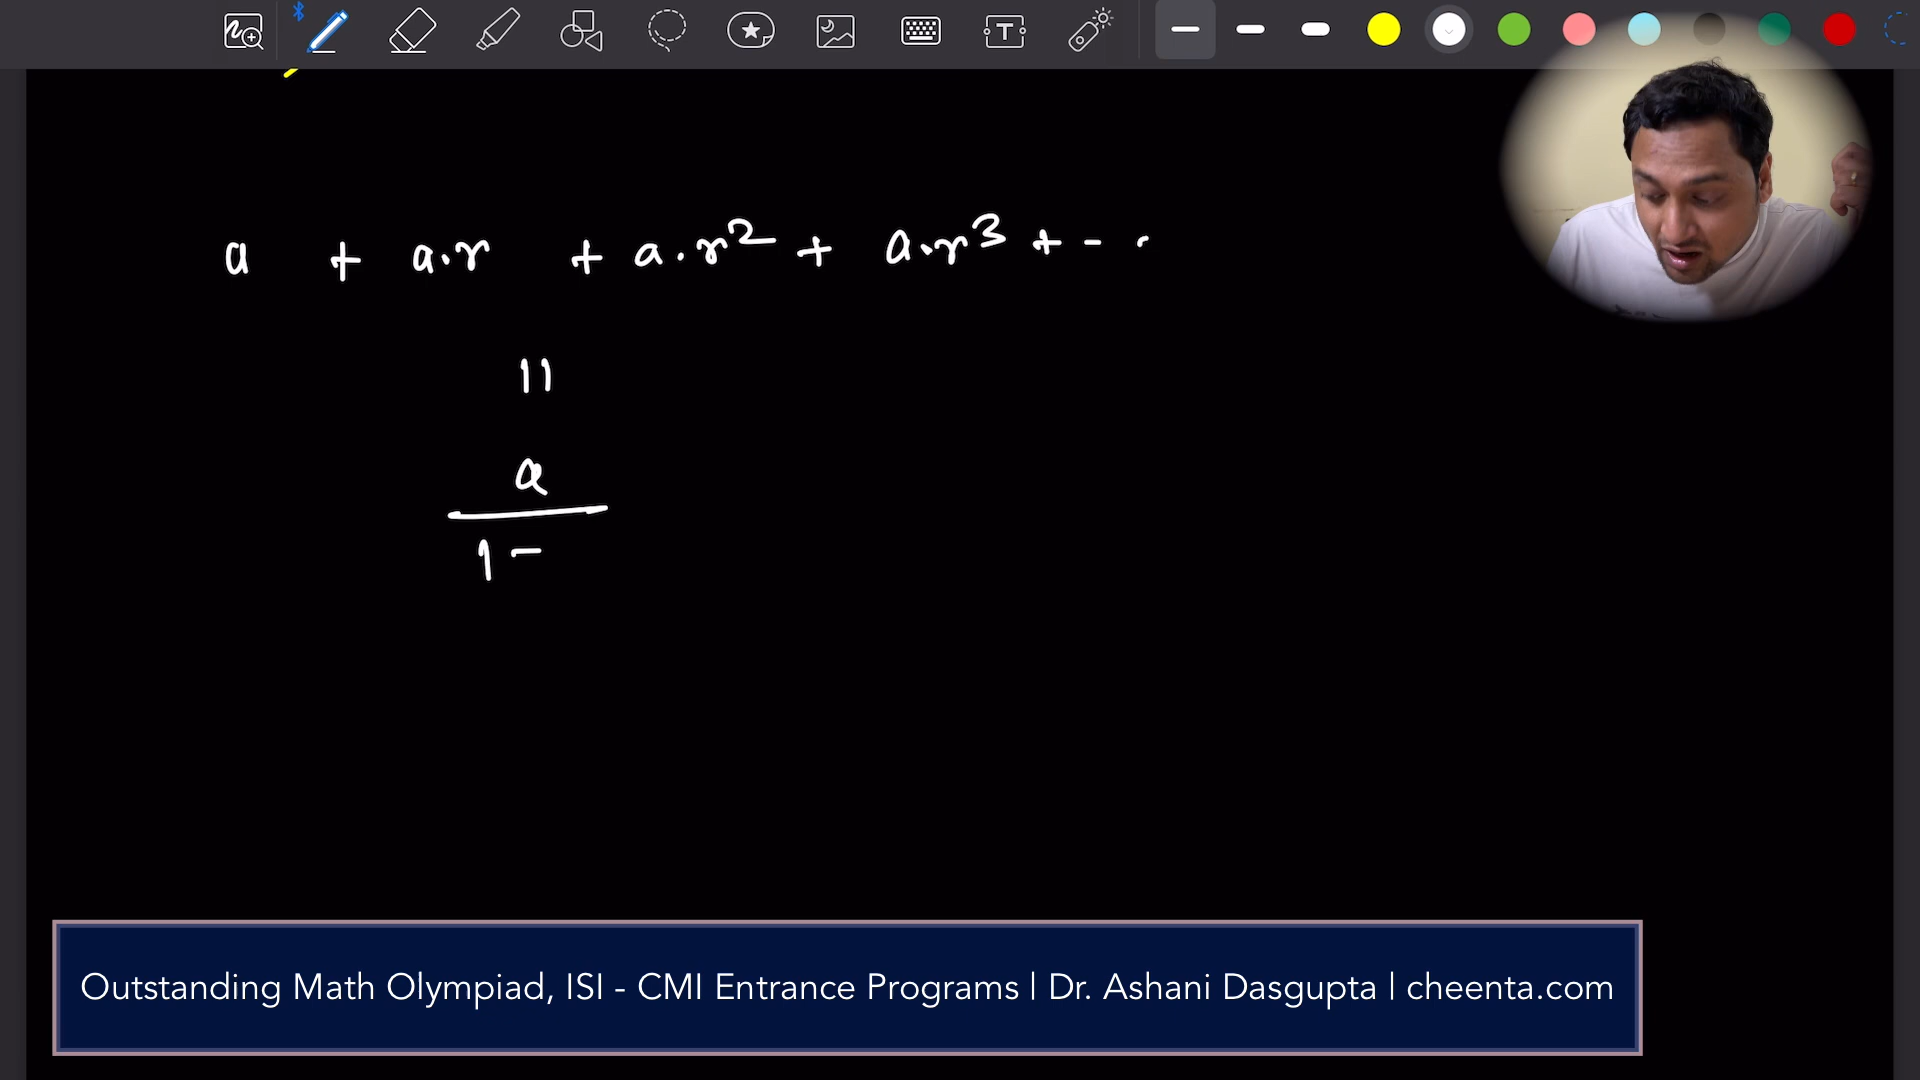 a + a.r + a.r² + a.r³ + - .
||
a
1 -
Outstanding Math Olympiad, ISI - CMI Entrance Programs | Dr. Ashani Dasgupta | cheenta.com